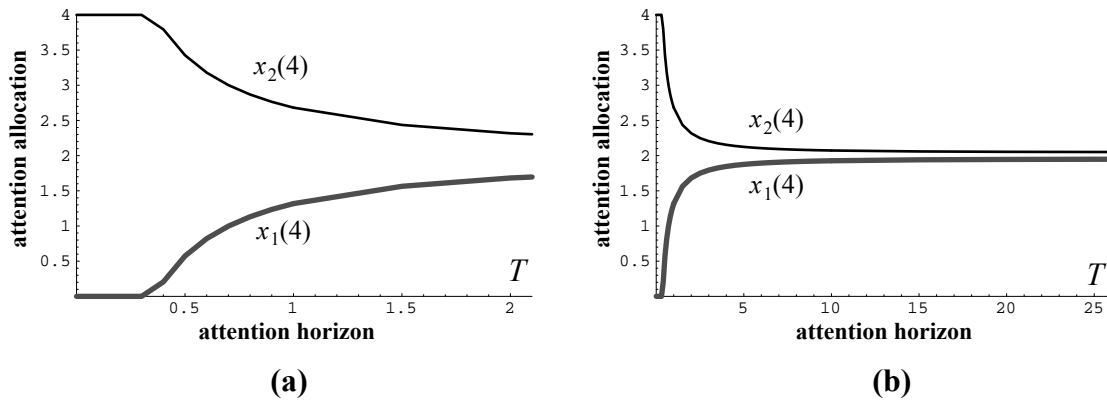 attention allocation
4
3.5
3
2.5
2
1.5
1
0.5
x2(4)
x1(4)
T
0.5 1 1.5 2
attention horizon
(a)
attention allocation
4
3.5
3
2.5
2
1.5
1
0.5
x2(4)
x1(4)
T
5 10 15 20 25
attention horizon
(b)